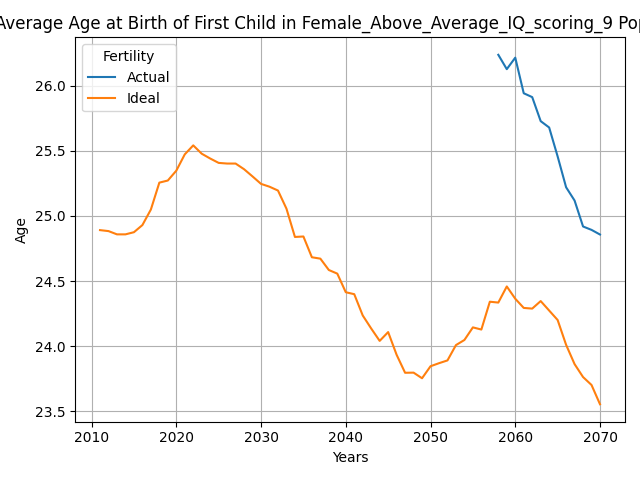 Average Age at Birth of First Child in Female_Above_Average_IQ_scoring_9 Pop
Fertility
Actual
Ideal
26.0
25.5
25.0
24.5
24.0
23.5
Age
2010 2020 2030 2040 2050 2060 2070
Years